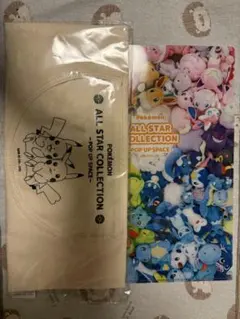 POKÉMON
ALL STAR COLLECTION
~POP UP SPACE~
Pokémon
ALL STAR
COLLECTION
POP UP SPACE